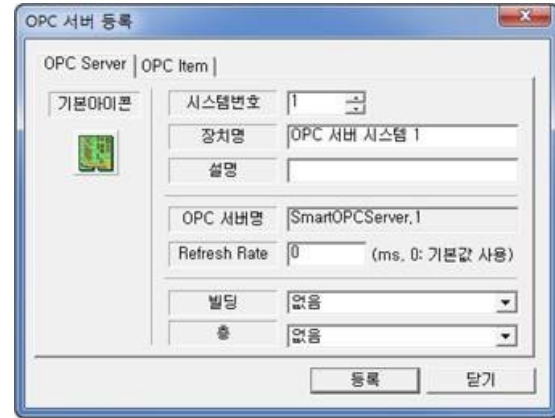 OPC 서버 등록
OPC Server OPC Item
기본아이콘
시스템번호 1
장치명 OPC 서버 시스템 1
설명
OPC 서버명 SmartOPCServer.1
Refresh Rate 0 (ms, 0: 기본값 사용)
빌딩 없음
층 없음
등록 닫기